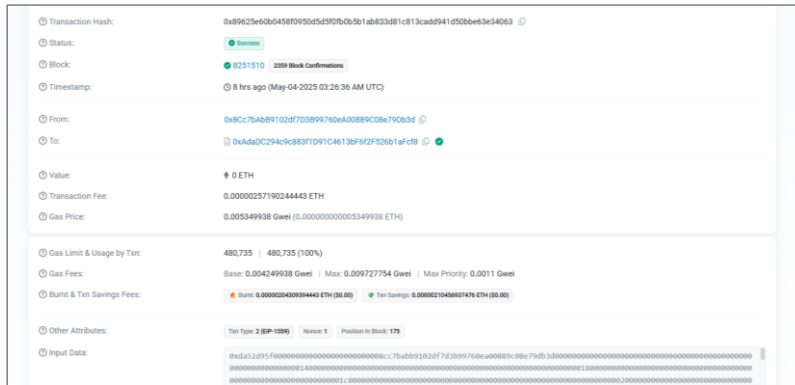 Transaction Hash: 0x89625e60b0458f0950d5d5f0fb0b5b1ab833d81c813cadd941d50bbe63e34063
Status: Success
Block: 8251510 2359 Block Confirmations
Timestamp: 8 hrs ago (May-04-2025 03:26:36 AM UTC)
From: 0x8Cc7bAbB9102df7D3B99760eA00889C08e79Db3d
To: 0xAdaDC294c9c883f1D91C4613bF6f2F526b1aFcf8
Value: 0 ETH
Transaction Fee: 0.00000257190244443 ETH
Gas Price: 0.005349938 Gwei (0.000000000005349938 ETH)
Gas Limit & Usage by Txn: 480,735 | 480,735 (100%)
Gas Fees: Base: 0.004249938 Gwei | Max: 0.009727754 Gwei | Max Priority: 0.0011 Gwei
Burnt & Txn Savings Fees: Burnt: 0.00000204309394443 ETH ($0.00) Txn Savings: 0.00000210456937476 ETH ($0.00)
Other Attributes: Txn Type: 2 (EIP-1559) Nonce: 1 Position In Block: 175
Input Data: